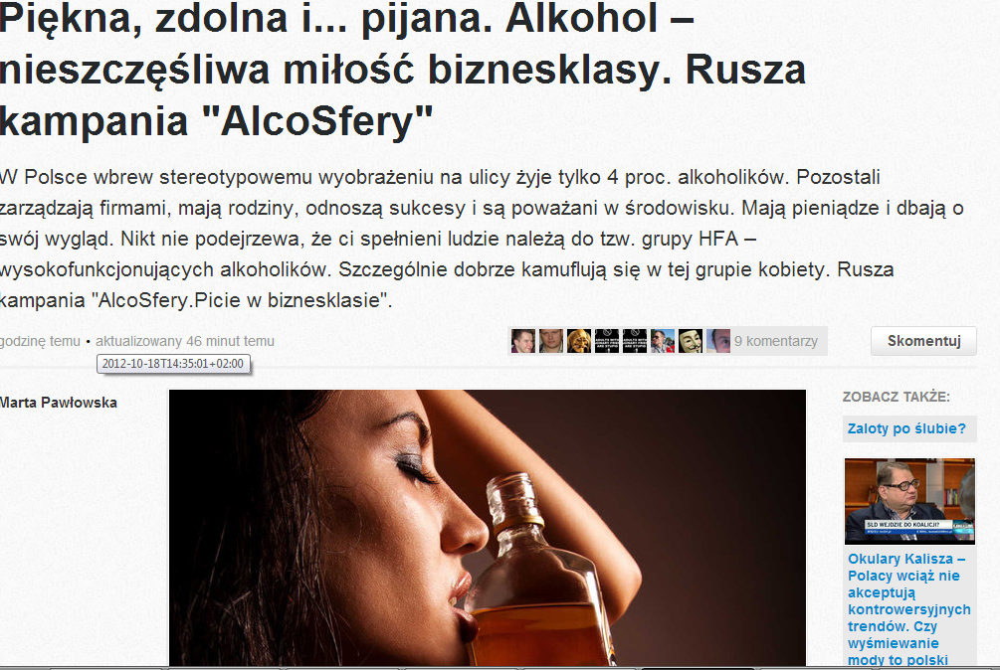 Piękna, zdolna i... pijana. Alkohol –
nieszczęśliwa miłość biznesklasy. Rusza
kampania "AlcoSfery"
W Polsce wbrew stereotypowemu wyobrażeniu na ulicy żyje tylko 4 proc. alkoholików. Pozostali
zarządzają firmami, mają rodziny, odnoszą sukcesy i są poważani w środowisku. Mają pieniądze i dbają o
swój wygląd. Nikt nie podejrzewa, że ci spełnieni ludzie należą do tzw. grupy HFA –
wysokofunkcjonujących alkoholików. Szczególnie dobrze kamuflują się w tej grupie kobiety. Rusza
kampania "AlcoSfery.Picie w biznesklasie".
godzinę temu • aktualizowany 46 minut temu
9 komentarzy
Skomentuj
2012-10-18T14:35:01+02:00
Marta Pawłowska
ZOBACZ TAKŻE:
Zaloty po ślubie?
SLD WEJDZIE DO KOALICJI?
Okulary Kalisza –
Polacy wciąż nie
akceptują
kontrowersyjnych
trendów. Czy
wyśmiewanie
mody to polski